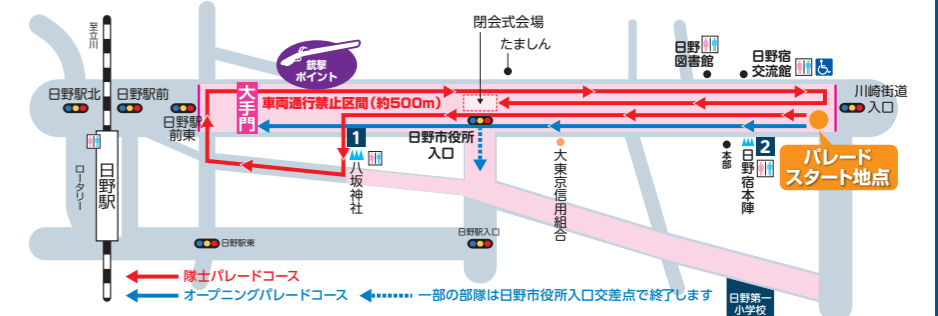 至立川
閉会式会場
たましん
銃撃
ポイント
日野
図書館
日野宿
交流館
日野駅北
日野駅前
日野駅
前東
大手門
車両通行禁止区間(約500m)
川崎街道
入口
日野市役所
入口
1
八坂神社
大東京信用組合
本部
2
日野宿本陣
パレード
スタート地点
日野駅
ロータリー
日野駅東
日野駅入口
隊士パレードコース
オープニングパレードコース
一部の部隊は日野市役所入口交差点で終了します
日野第一
小学校